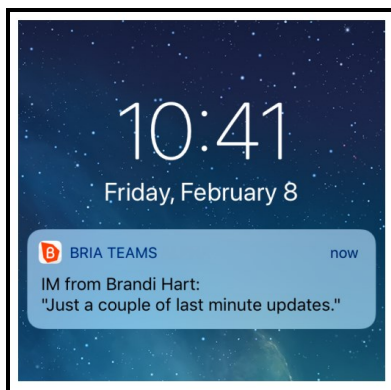 10:41
Friday, February 8
BRIA TEAMS now
IM from Brandi Hart:
"Just a couple of last minute updates."